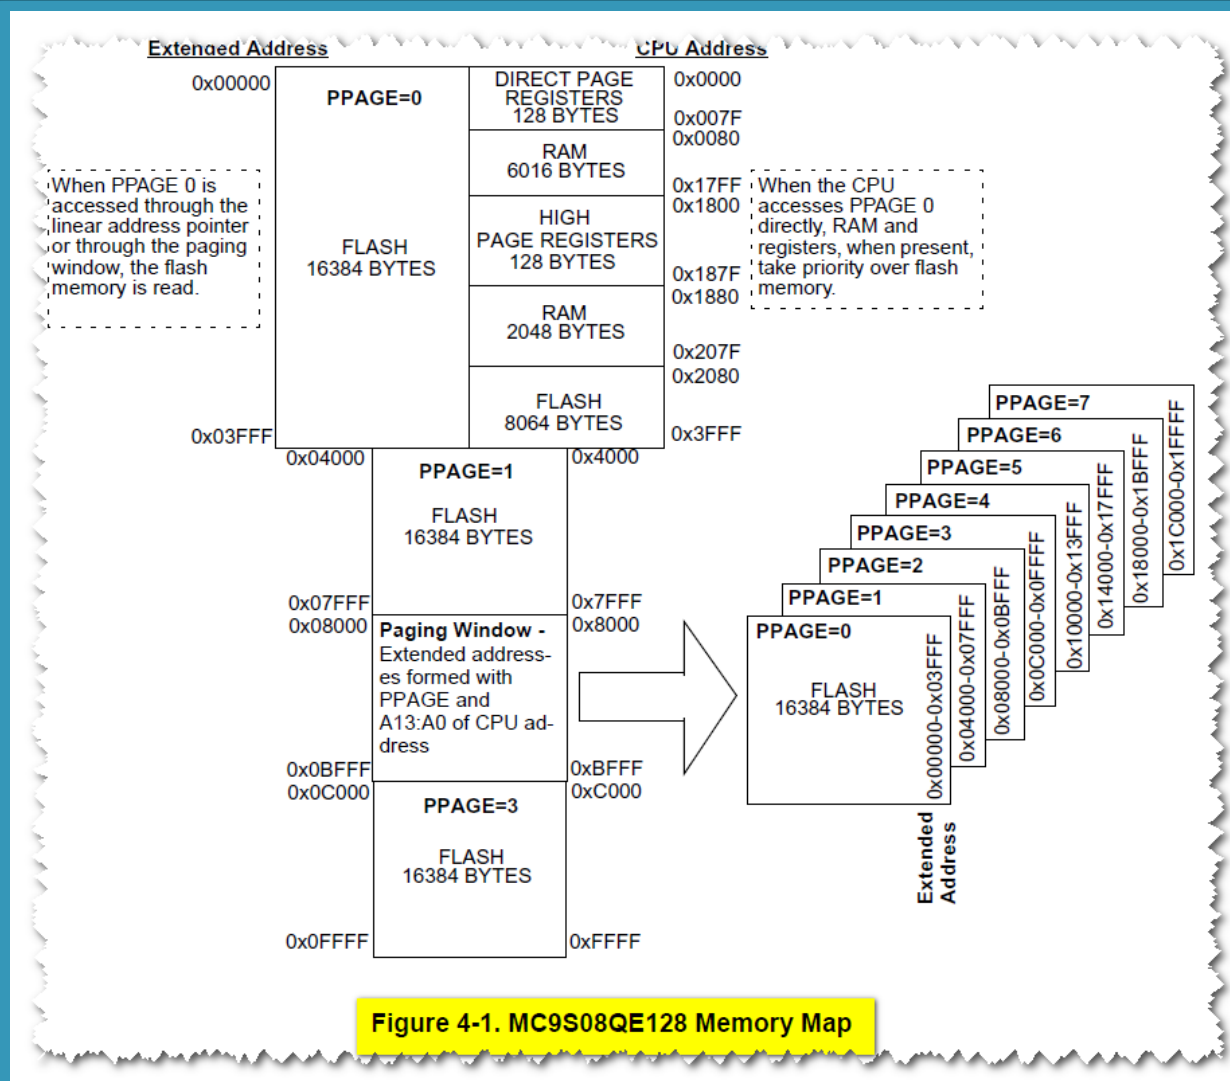 Extended Address
CPU Address
0x00000
PPAGE=0
FLASH
16384 BYTES
0x03FFF
DIRECT PAGE
REGISTERS
128 BYTES
0x0000
0x007F
RAM
6016 BYTES
0x0080
0x17FF
HIGH
PAGE REGISTERS
128 BYTES
0x1800
0x187F
RAM
2048 BYTES
0x1880
0x207F
FLASH
8064 BYTES
0x2080
0x3FFF
When PPAGE 0 is
accessed through the
linear address pointer
or through the paging
window, the flash
memory is read.
When the CPU
accesses PPAGE 0
directly, RAM and
registers, when present,
take priority over flash
memory.
0x04000
PPAGE=1
0x4000
FLASH
16384 BYTES
0x07FFF
0x7FFF
0x08000
0x8000
Paging Window -
Extended address-
es formed with
PPAGE and
A13:A0 of CPU ad-
dress
0x0BFFF
0xBFFF
0x0C000
0xC000
PPAGE=3
FLASH
16384 BYTES
0x0FFFF
0xFFFF
PPAGE=7
0x1C000-0x1FFFF
PPAGE=6
0x18000-0x1BFFF
PPAGE=5
0x14000-0x17FFF
PPAGE=4
0x10000-0x13FFF
PPAGE=3
0x0C000-0x0FFFF
PPAGE=2
0x08000-0x0BFFF
PPAGE=1
0x04000-0x07FFF
PPAGE=0
FLASH
16384 BYTES
0x00000-0x03FFF
Extended
Address
Figure 4-1. MC9S08QE128 Memory Map